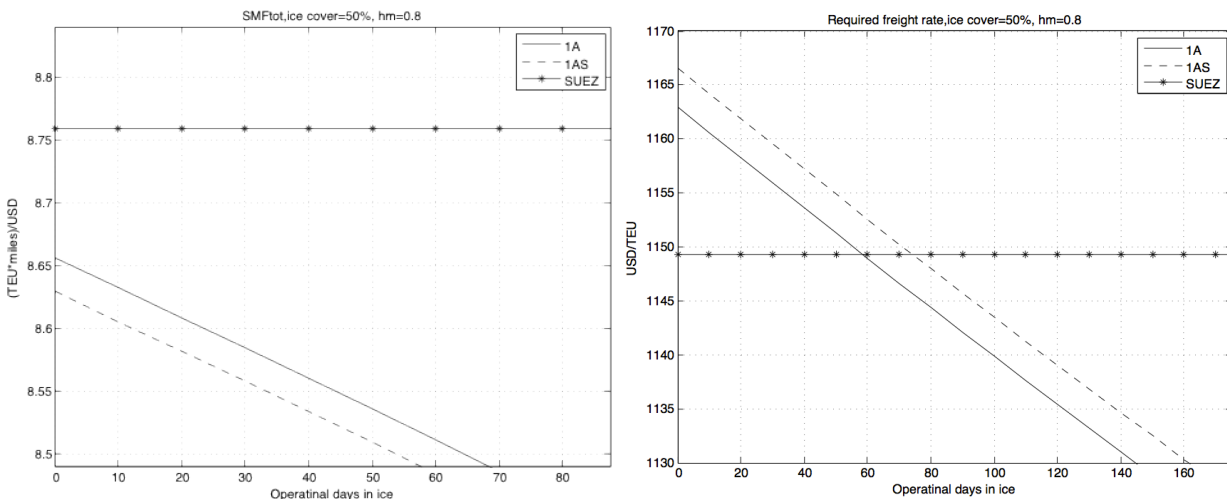 SMFtot,ice cover=50%, hm=0.8
1A
1AS
SUEZ
8.8
8.75
8.7
8.65
8.6
8.55
8.5
(TEU*miles)/USD
0 10 20 30 40 50 60 70 80
Operatinal days in ice
Required freight rate,ice cover=50%, hm=0.8
1A
1AS
SUEZ
1170
1165
1160
1155
1150
1145
1140
1135
1130
USD/TEU
0 20 40 60 80 100 120 140 160
Operatinal days in ice